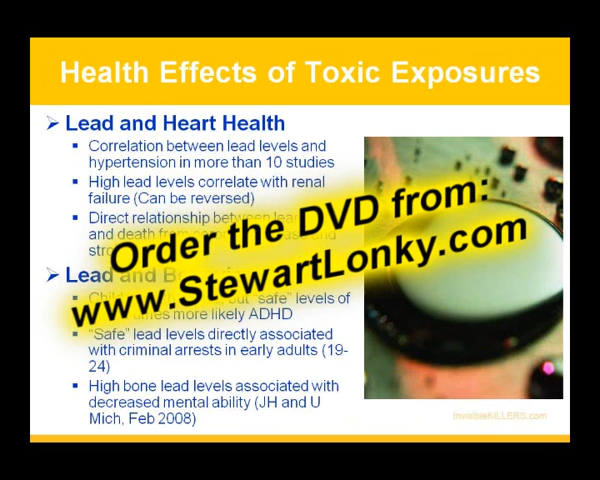 Health Effects of Toxic Exposures
➢ Lead and Heart Health
▪ Correlation between lead levels and
hypertension in more than 10 studies
▪ High lead levels correlate with renal
failure (Can be reversed)
▪ Direct relationship between lead
and death from
Order the DVD from:
www.StewartLonky.com
➢ Lead and
"safe" levels of
more likely ADHD
▪ "Safe" lead levels directly associated
with criminal arrests in early adults (19-
24)
▪ High bone lead levels associated with
decreased mental ability (JH and U
Mich, Feb 2008)
InvisibleKILLERS.com